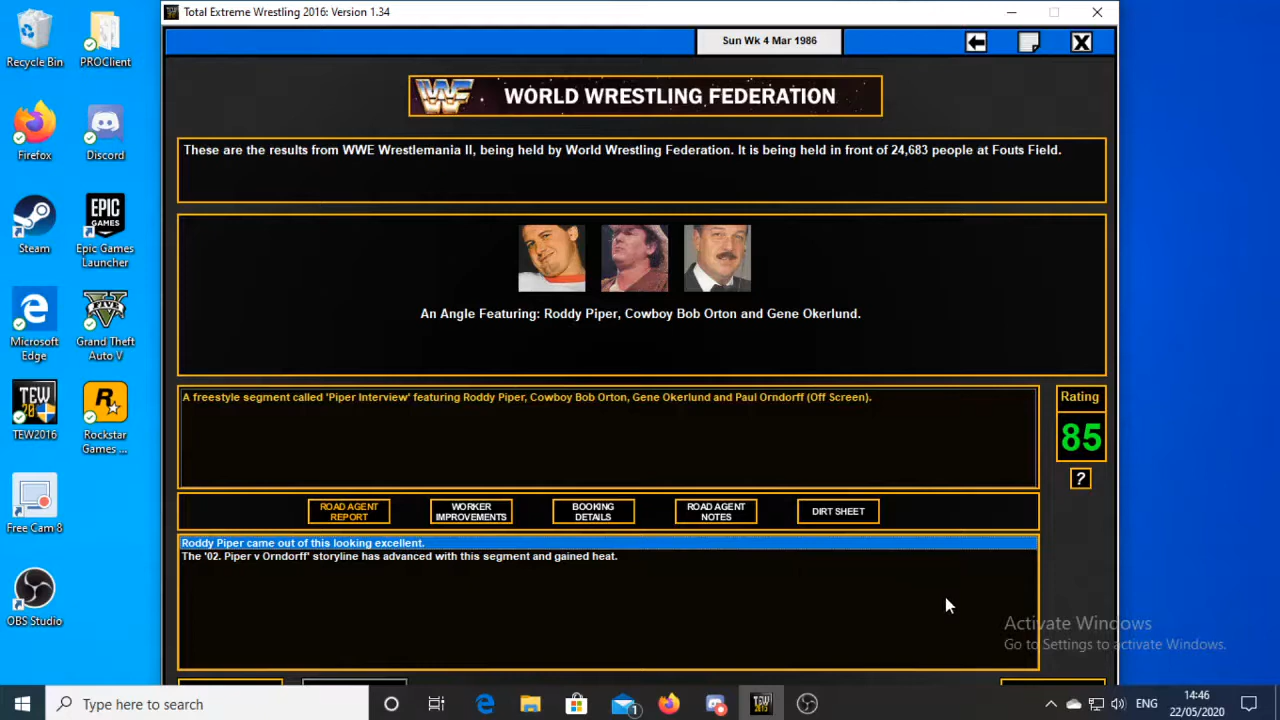 Total Extreme Wrestling 2016: Version 1.34
Sun Wk 4 Mar 1986
WORLD WRESTLING FEDERATION
These are the results from WWE Wrestlemania II, being held by World Wrestling Federation. It is being held in front of 24,683 people at Fouts Field.
An Angle Featuring: Roddy Piper, Cowboy Bob Orton and Gene Okerlund.
A freestyle segment called 'Piper Interview' featuring Roddy Piper, Cowboy Bob Orton, Gene Okerlund and Paul Orndorff (Off Screen).
Rating
85
?
ROAD AGENT
REPORT
WORKER
IMPROVEMENTS
BOOKING
DETAILS
ROAD AGENT
NOTES
DIRT SHEET
Roddy Piper came out of this looking excellent.
The '02. Piper v Orndorff' storyline has advanced with this segment and gained heat.
Recycle Bin
PROClient
Firefox
Discord
EPIC
GAMES
Steam
Epic Games
Launcher
FIVE
Microsoft
Edge
Grand Theft
Auto V
TEW
TEW2016
Rockstar
Games ...
Free Cam 8
OBS Studio
Activate Windows
Go to Settings to activate Windows.
Type here to search
1
TEW
ENG
14:46
22/05/2020